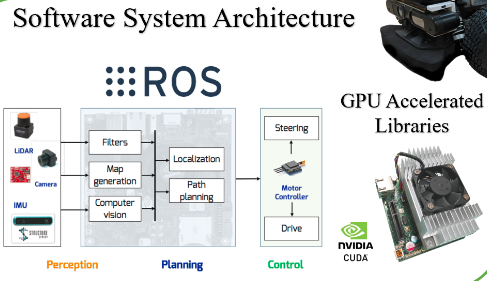 Software System Architecture
ROS
GPU Accelerated
Libraries
LiDAR
Camera
IMU
STRUCTURE
Filters
Map
generation
Computer
vision
Localization
Path
planning
Steering
Motor
Controller
Drive
NVIDIA
CUDA
Perception
Planning
Control